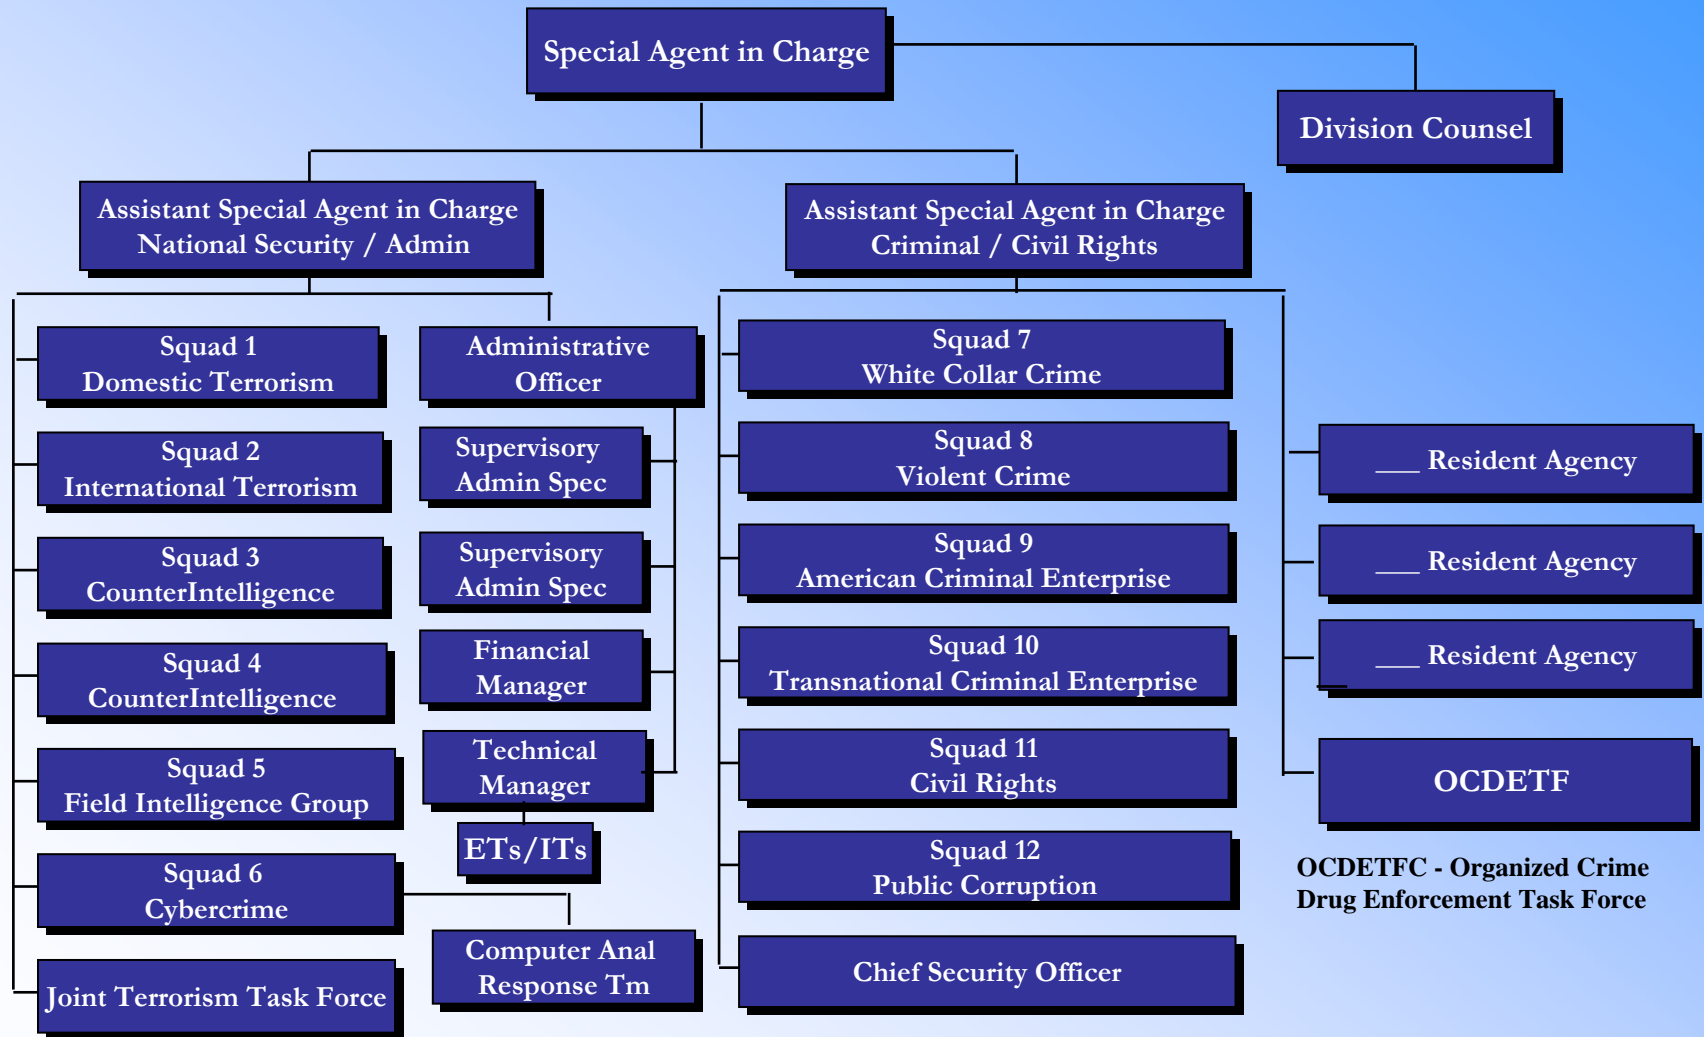 Special Agent in Charge
Division Counsel
Assistant Special Agent in Charge
National Security / Admin
Assistant Special Agent in Charge
Criminal / Civil Rights
Squad 1
Domestic Terrorism
Squad 2
International Terrorism
Squad 3
CounterIntelligence
Squad 4
CounterIntelligence
Squad 5
Field Intelligence Group
Squad 6
Cybercrime
Joint Terrorism Task Force
Administrative
Officer
Supervisory
Admin Spec
Supervisory
Admin Spec
Financial
Manager
Technical
Manager
ETs/ITs
Computer Anal
Response Tm
Squad 7
White Collar Crime
Squad 8
Violent Crime
Squad 9
American Criminal Enterprise
Squad 10
Transnational Criminal Enterprise
Squad 11
Civil Rights
Squad 12
Public Corruption
Chief Security Officer
___ Resident Agency
___ Resident Agency
___ Resident Agency
OCDETF
OCDETFC - Organized Crime
Drug Enforcement Task Force